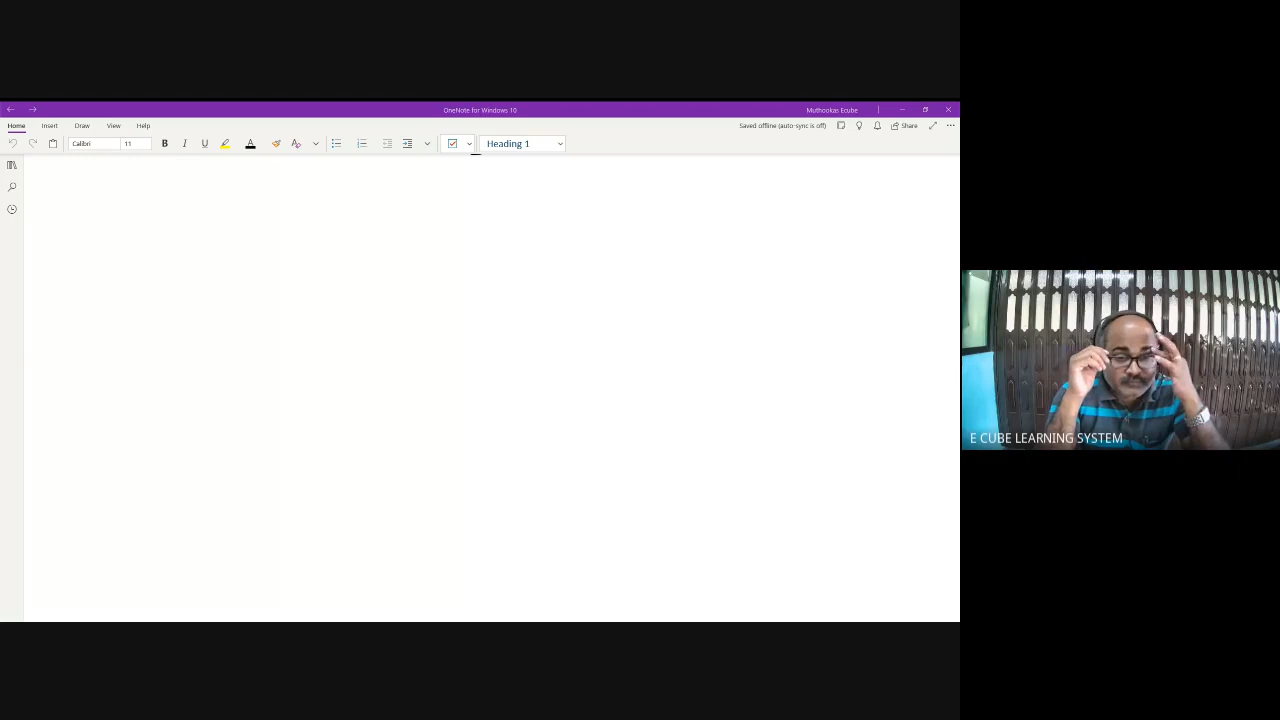 OneNote for Windows 10
Muthookas Ecube
Home Insert Draw View Help
Saved offline (auto-sync is off) Share
Calibri 11 B I U A Heading 1
E CUBE LEARNING SYSTEM